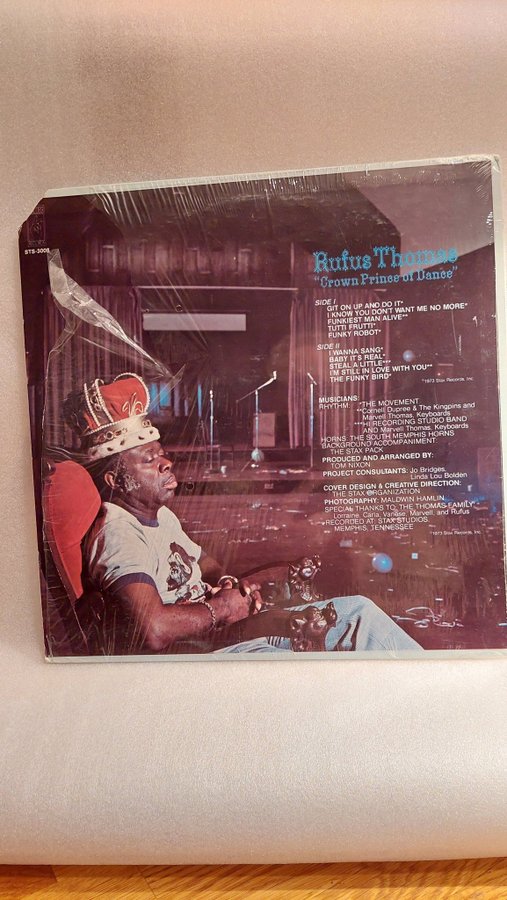 STS-3008
Rufus Thomas
"Crown Prince of Dance"
SIDE I
GIT ON UP AND DO IT*
I KNOW YOU DON'T WANT ME NO MORE*
FUNKIEST MAN ALIVE**
TUTTI FRUTTI*
FUNKY ROBOT*
SIDE II
I WANNA SANG*
BABY IT'S REAL*
STEAL A LITTLE***
I'M STILL IN LOVE WITH YOU**
THE FUNKY BIRD*
°1973 Stax Records, Inc.
MUSICIANS:
RHYTHM: *THE MOVEMENT
**Cornell Dupree & The Kingpins and
Marvell Thomas, Keyboards
***HI RECORDING STUDIO BAND
AND Marvell Thomas, Keyboards
HORNS: THE SOUTH MEMPHIS HORNS
BACKGROUND ACCOMPANIMENT:
THE STAX PACK
PRODUCED AND ARRANGED BY:
TOM NIXON
PROJECT CONSULTANTS: Jo Bridges,
Linda Lou Bolden
COVER DESIGN & CREATIVE DIRECTION:
THE STAX ORGANIZATION
PHOTOGRAPHY: MALDWIN HAMLIN
SPECIAL THANKS TO: THE THOMAS FAMILY
Lorraine, Carla, Vaneise, Marvell, and Rufus
RECORDED AT: STAX STUDIOS
MEMPHIS, TENNESSEE
°1973 Stax Records, Inc.